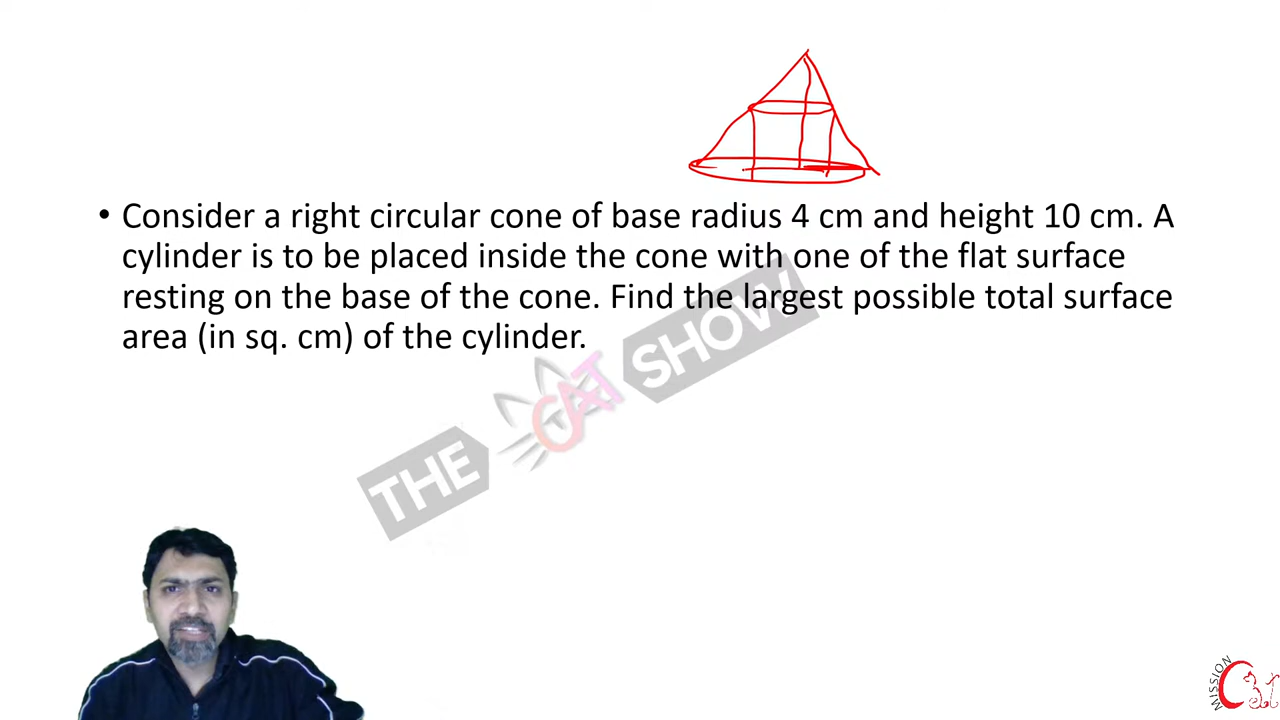 • Consider a right circular cone of base radius 4 cm and height 10 cm. A
cylinder is to be placed inside the cone with one of the flat surface
resting on the base of the cone. Find the largest possible total surface
area (in sq. cm) of the cylinder.
THE CAT SHOW
MISSION